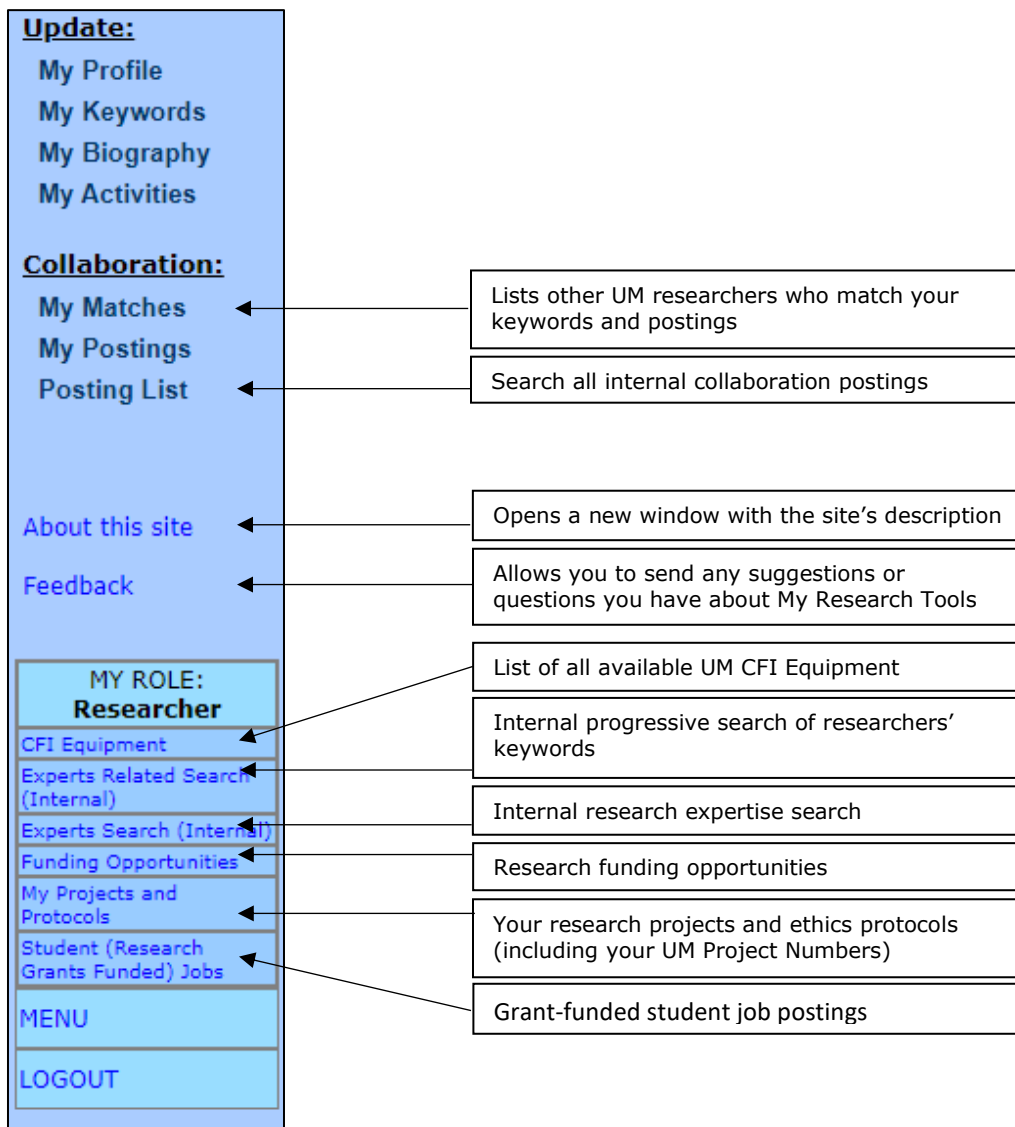 Update:
My Profile
My Keywords
My Biography
My Activities
Collaboration:
My Matches
My Postings
Posting List
About this site
Feedback
MY ROLE:
Researcher
CFI Equipment
Experts Related Search
(Internal)
Experts Search (Internal)
Funding Opportunities
My Projects and
Protocols
Student (Research
Grants Funded) Jobs
MENU
LOGOUT
Lists other UM researchers who match your
keywords and postings
Search all internal collaboration postings
Opens a new window with the site’s description
Allows you to send any suggestions or
questions you have about My Research Tools
List of all available UM CFI Equipment
Internal progressive search of researchers’
keywords
Internal research expertise search
Research funding opportunities
Your research projects and ethics protocols
(including your UM Project Numbers)
Grant-funded student job postings